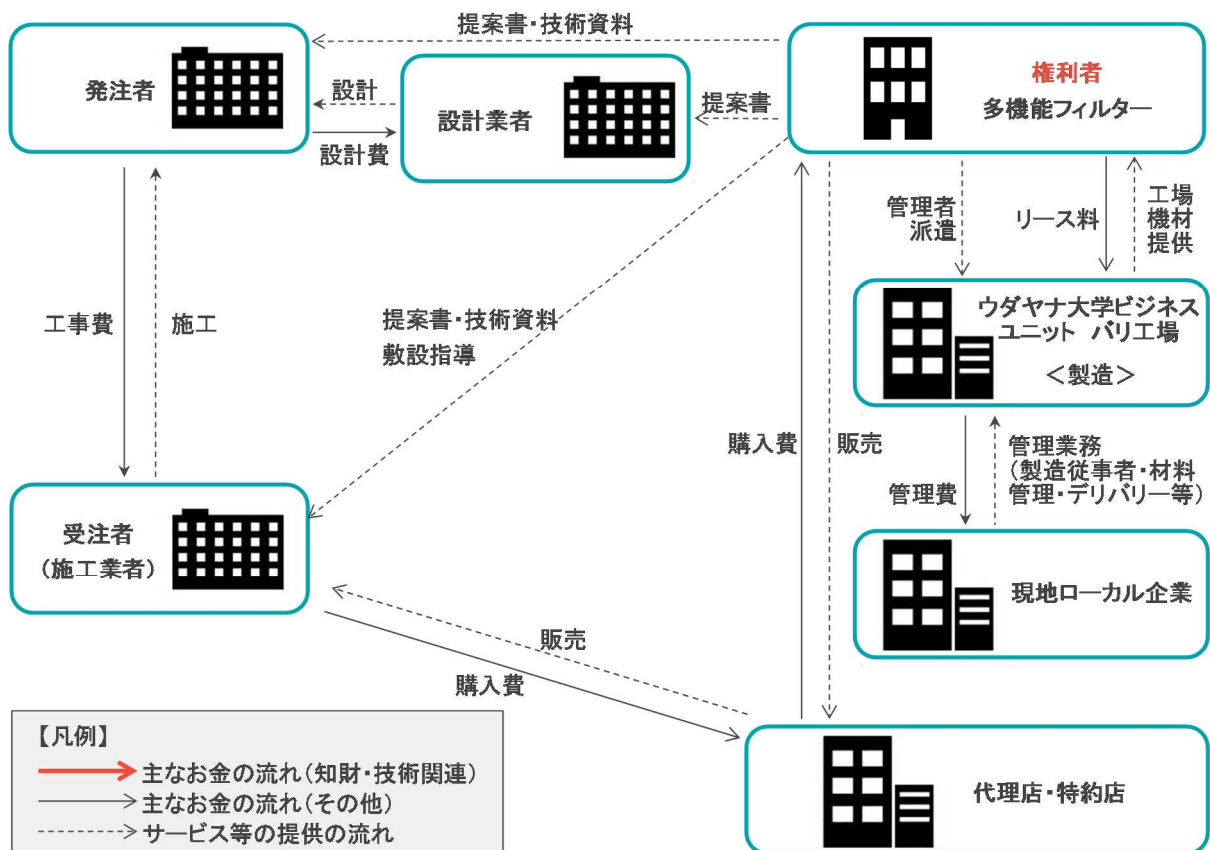 提案書・技術資料
発注者
設計
設計費
設計業者
提案書
権利者
多機能フィルター
管理者
派遣
リース料
工場
機材
提供
工事費
施工
提案書・技術資料
敷設指導
ウダヤナ大学ビジネス
ユニット バリ工場
＜製造＞
購入費
販売
管理費
管理業務
（製造従事者・材料
管理・デリバリー等）
受注者
（施工業者）
現地ローカル企業
販売
購入費
代理店・特約店
【凡例】
主なお金の流れ（知財・技術関連）
主なお金の流れ（その他）
サービス等の提供の流れ